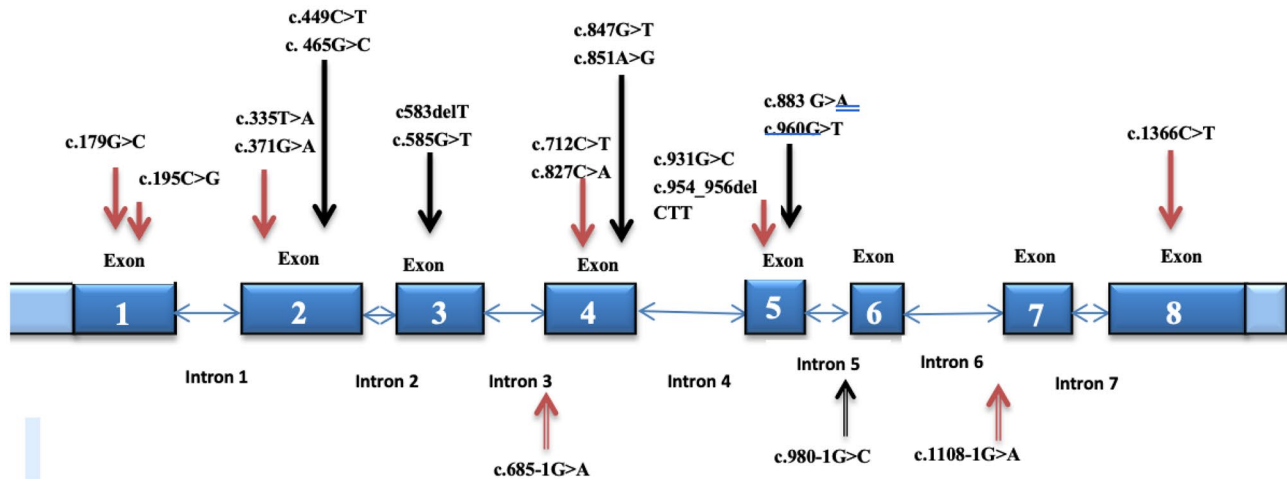 c.449C>T
c. 465G>C
c.847G>T
c.851A>G
c.335T>A
c.371G>A
c583delT
c.585G>T
c.883 G>A
c.960G>T
c.179G>C
c.195C>G
c.712C>T
c.827C>A
c.931G>C
c.954_956del
CTT
c.1366C>T
Exon Exon Exon Exon Exon Exon Exon Exon
1 2 3 4 5 6 7 8
Intron 1 Intron 2 Intron 3 Intron 4 Intron 5 Intron 6 Intron 7
c.685-1G>A c.980-1G>C c.1108-1G>A